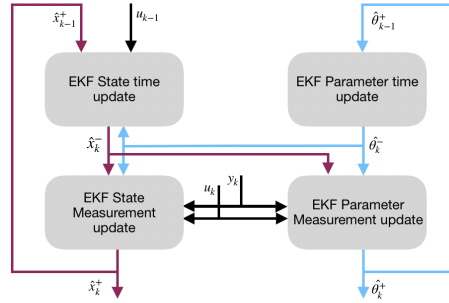 x̂⁺ₖ₋₁
uₖ₋₁
θ̂⁺ₖ₋₁
EKF State time
update
EKF Parameter time
update
x̂⁻ₖ
θ̂⁻ₖ
EKF State
Measurement
update
uₖ
yₖ
EKF Parameter
Measurement update
x̂⁺ₖ
θ̂⁺ₖ